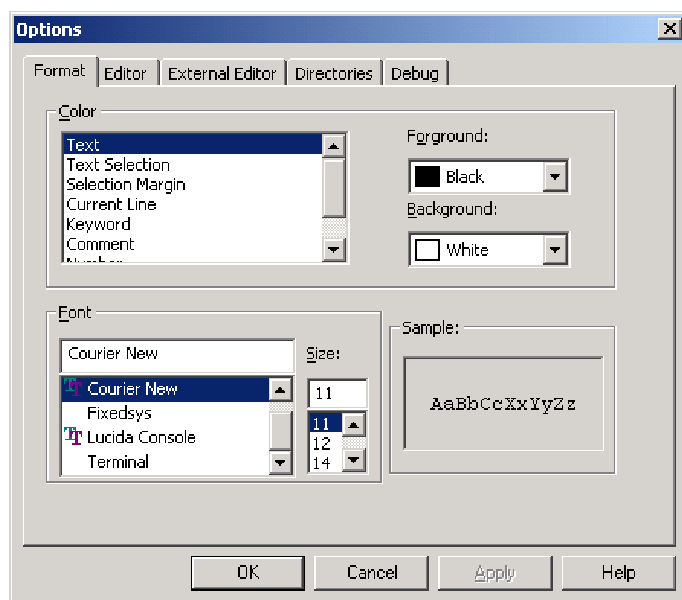 Options
Format Editor External Editor Directories Debug
Color
Text
Text Selection
Selection Margin
Current Line
Keyword
Comment
Number
Forground:
Black
Background:
White
Font
Courier New
Courier New
Fixedsys
Lucida Console
Terminal
Size:
11
11
12
14
Sample:
AaBbCcXxYyZz
OK Cancel Apply Help